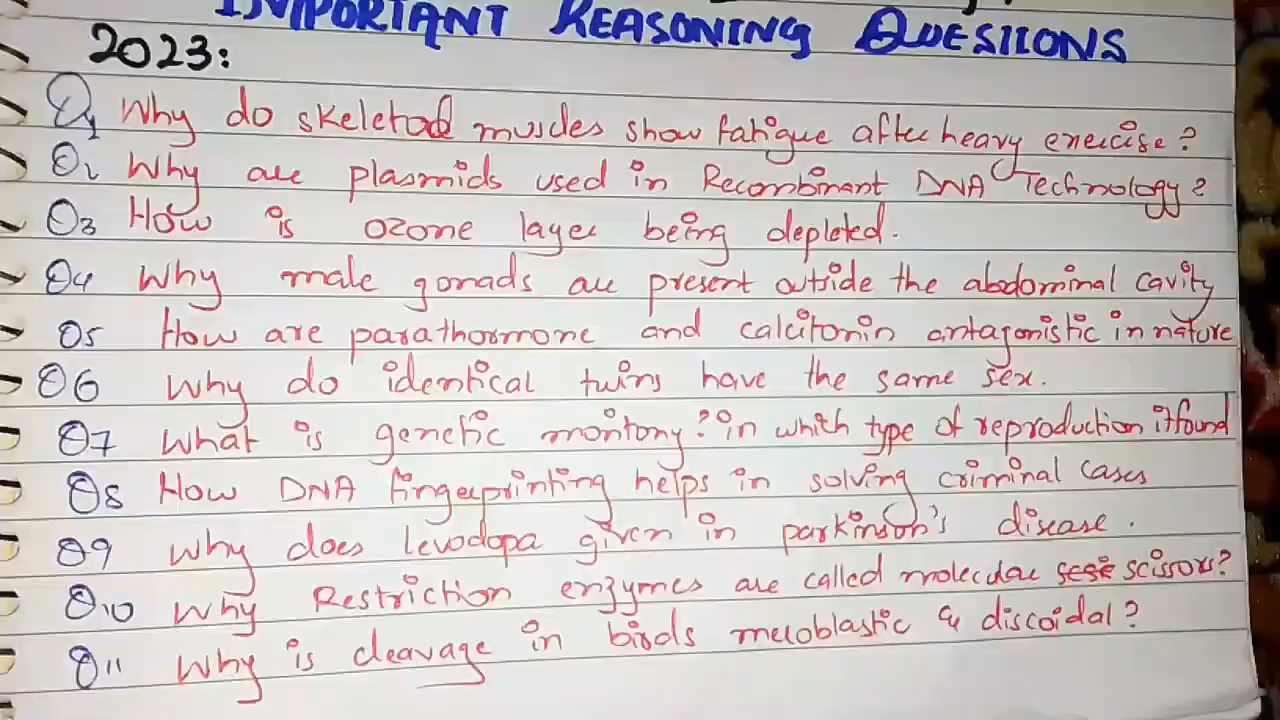 IMPORTANT REASONING QUESTIONS
2023:
Q1 Why do skeletal muscles show fatigue after heavy exercise?
Q2 Why are plasmids used in Recombinant DNA Technology?
Q3 How is ozone layer being depleted.
Q4 Why male gonads are present outside the abdominal cavity
Q5 How are parathormone and calcitonin antagonistic in nature
Q6 Why do identical twins have the same sex.
Q7 What is genetic montony? in which type of reproduction it found
Q8 How DNA fingerprinting helps in solving criminal cases
Q9 Why does levodopa given in parkinson's disease.
Q10 Why Restriction enzymes are called molecular scissors?
Q11 Why is cleavage in birds meroblastic & discoidal?